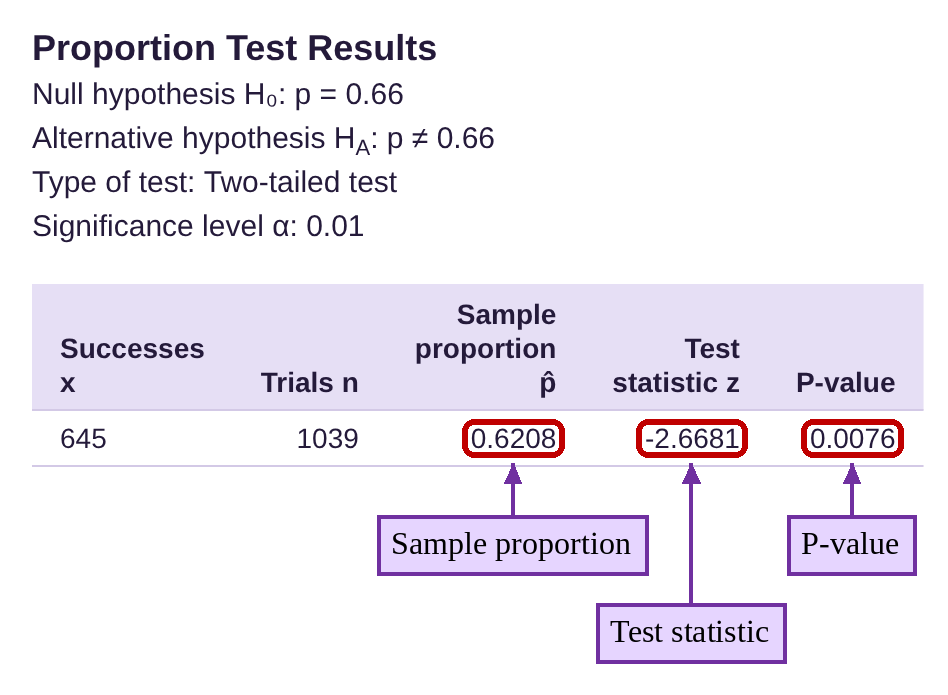 Proportion Test Results
Null hypothesis H₀: p = 0.66
Alternative hypothesis H_A: p ≠ 0.66
Type of test: Two-tailed test
Significance level α: 0.01
Successes x	Trials n	Sample proportion p̂	Test statistic z	P-value
645	1039	0.6208	-2.6681	0.0076
Sample proportion	P-value
Test statistic